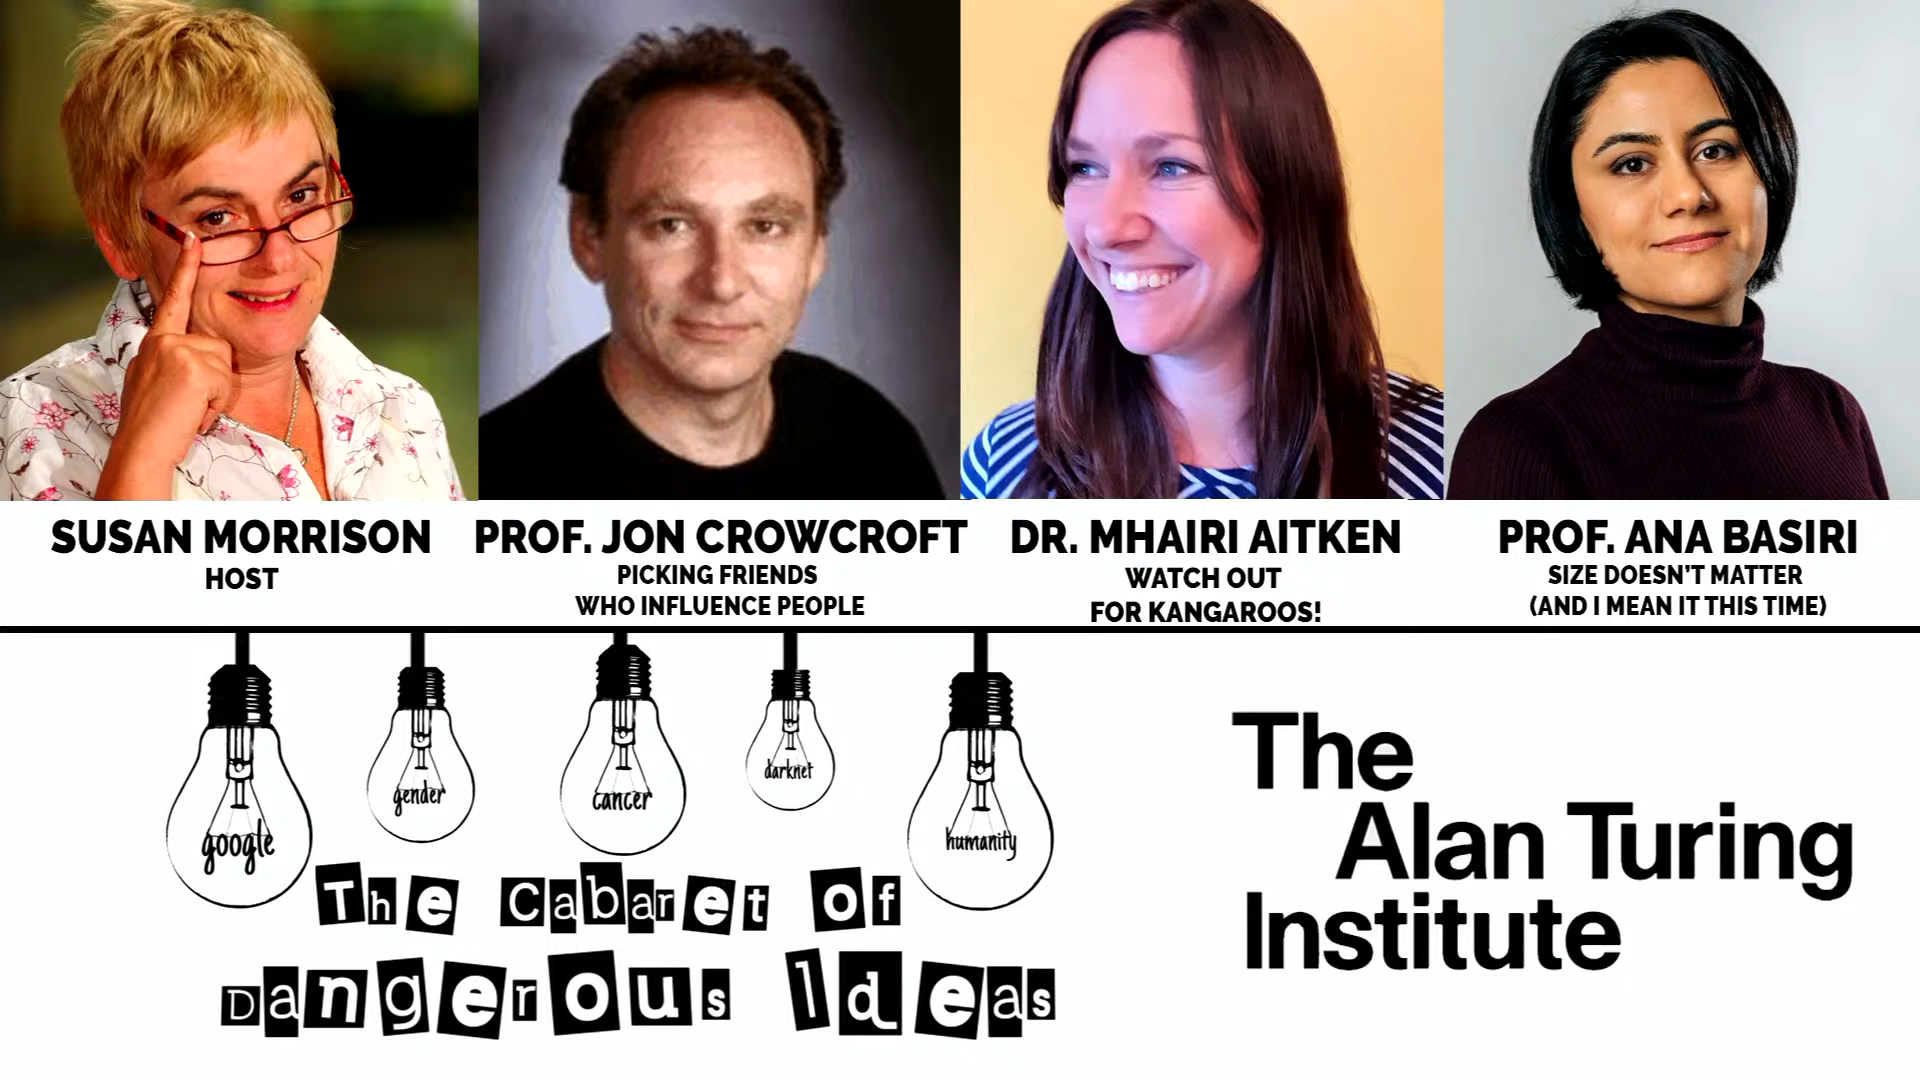 SUSAN MORRISON
HOST
PROF. JON CROWCROFT
PICKING FRIENDS
WHO INFLUENCE PEOPLE
DR. MHAIRI AITKEN
WATCH OUT
FOR KANGAROOS!
PROF. ANA BASIRI
SIZE DOESN'T MATTER
(AND I MEAN IT THIS TIME)
google
gender
cancer
darknet
humanity
The Cabaret of
Dangerous Ideas
The
Alan Turing
Institute